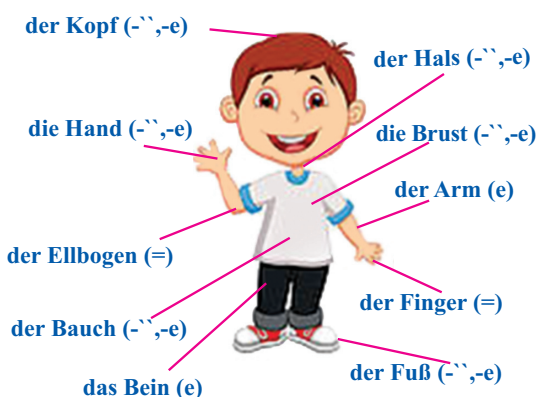 der Kopf (-``,-e)
der Hals (-``,-e)
die Hand (-``,-e)
die Brust (-``,-e)
der Arm (e)
der Ellbogen (=)
der Finger (=)
der Bauch (-``,-e)
der Fuß (-``,-e)
das Bein (e)